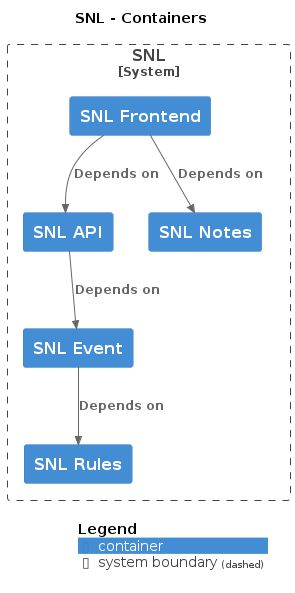 SNL - Containers
SNL
[System]
SNL Frontend
Depends on
Depends on
SNL API
SNL Notes
Depends on
SNL Event
Depends on
SNL Rules
Legend
container
system boundary (dashed)